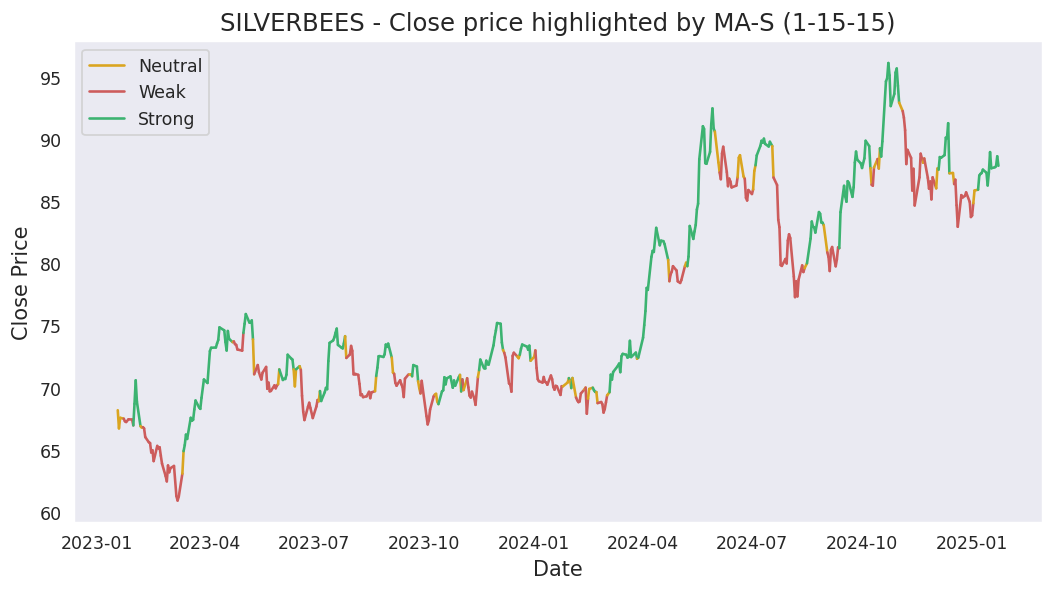 SILVERBEES - Close price highlighted by MA-S (1-15-15)
Neutral
Weak
Strong
95
90
85
80
75
70
65
60
Close Price
2023-01 2023-04 2023-07 2023-10 2024-01 2024-04 2024-07 2024-10 2025-01
Date